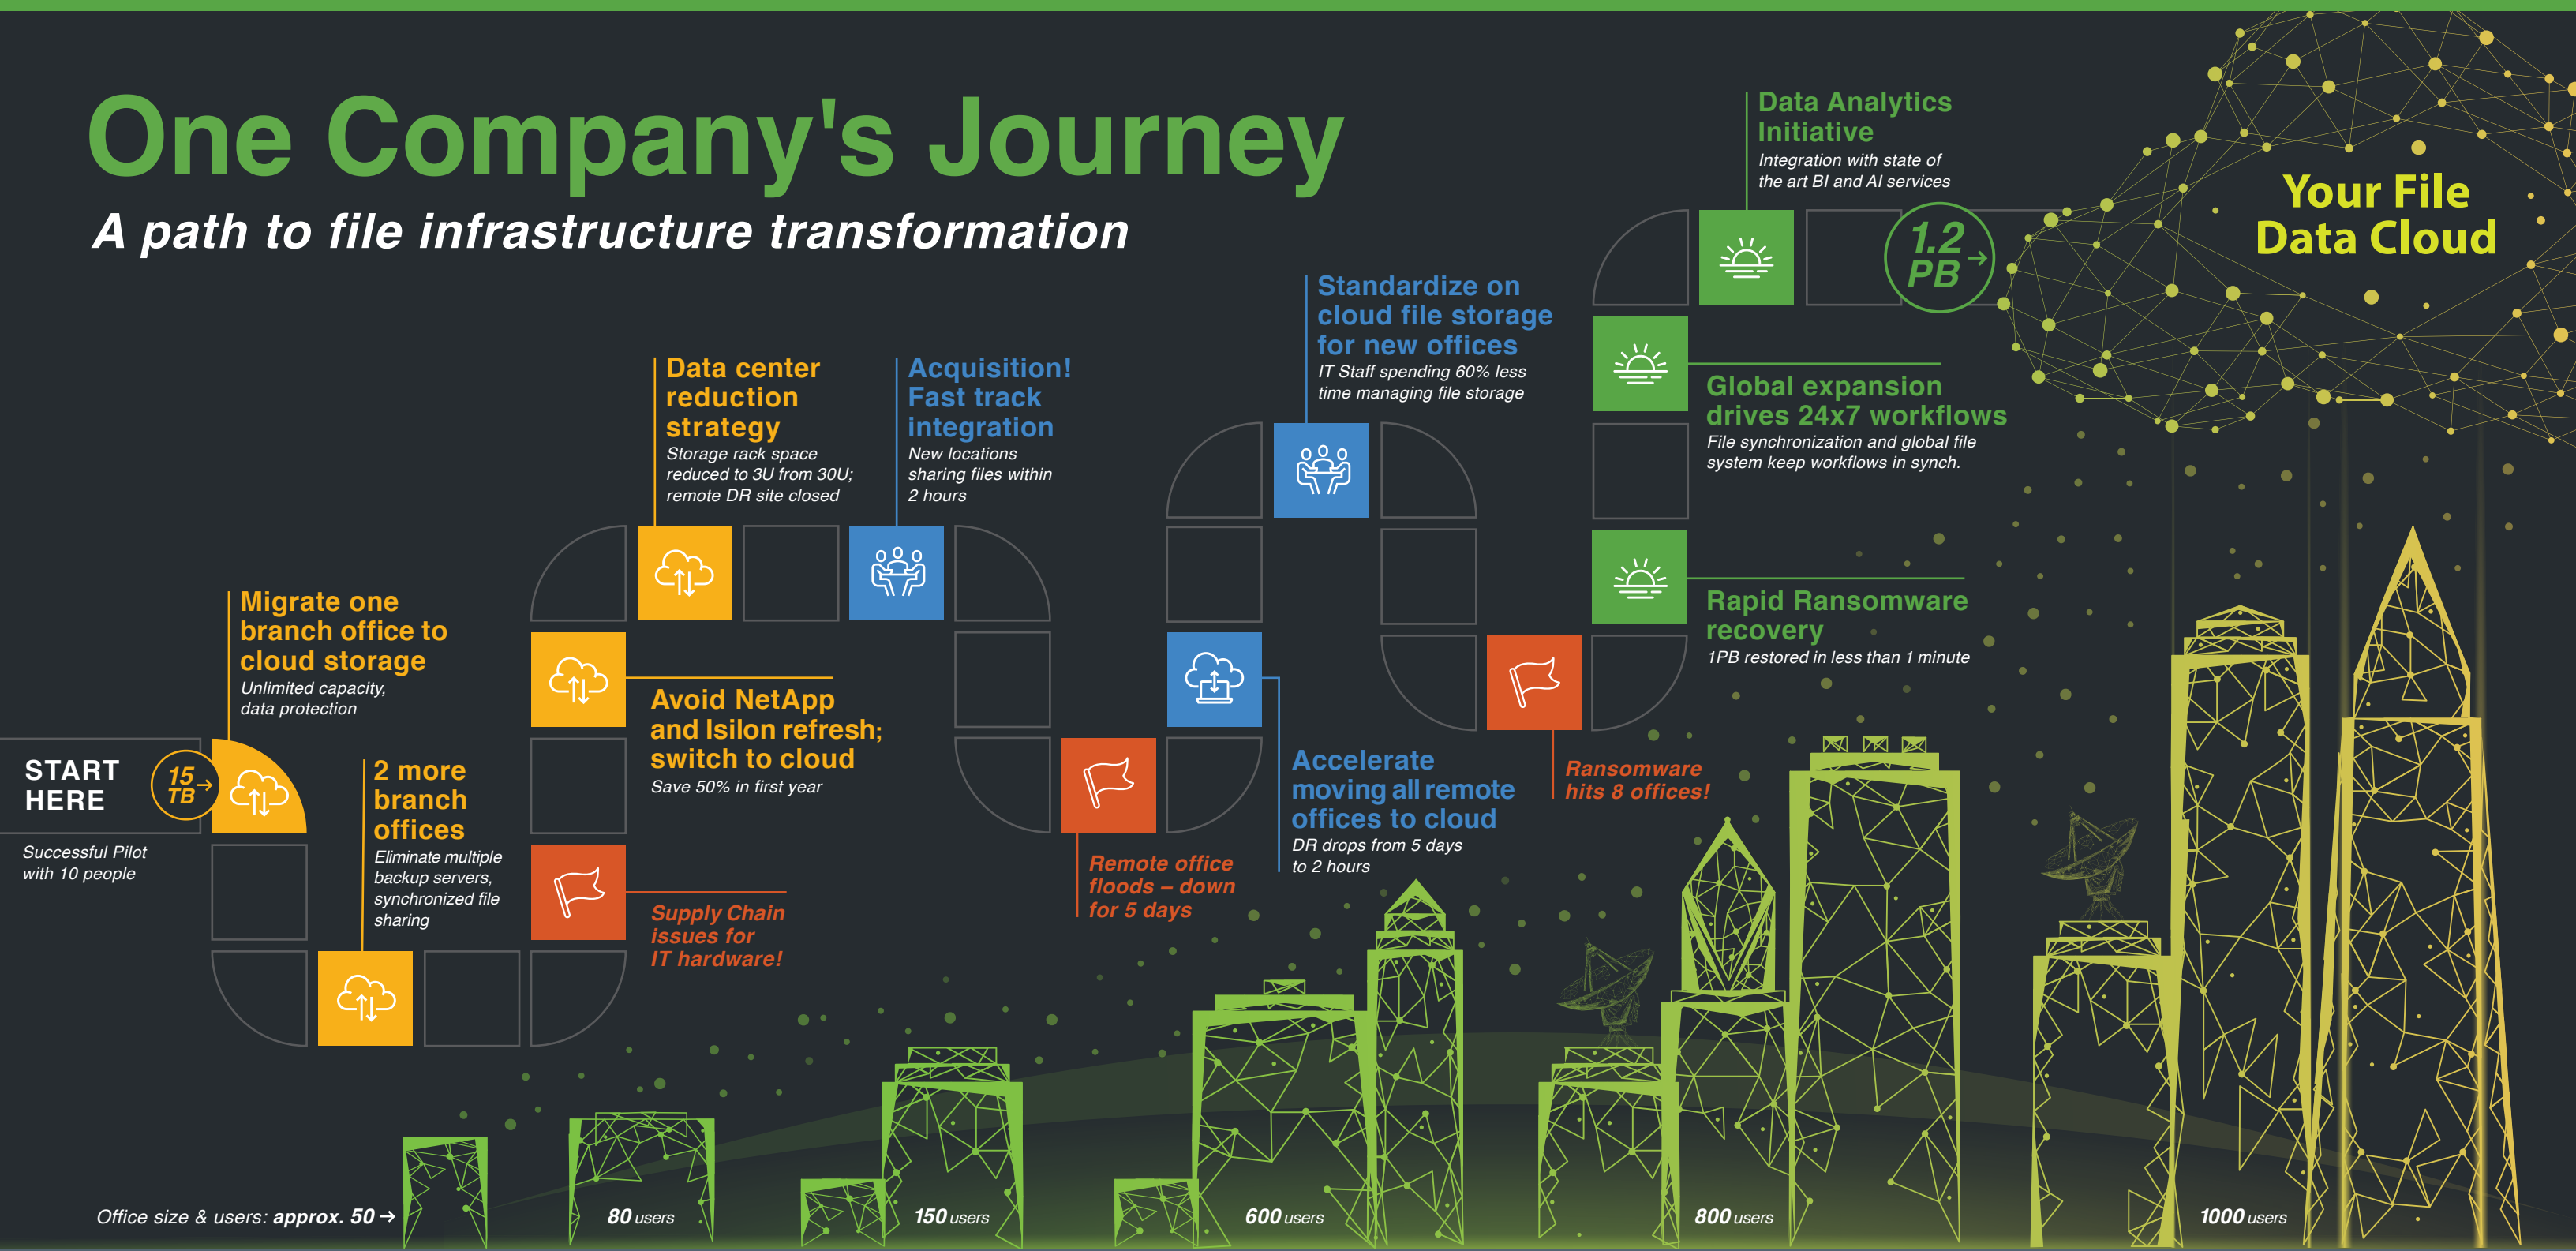 One Company's Journey
A path to file infrastructure transformation
START
HERE
Successful Pilot
with 10 people
15
TB
Migrate one
branch office to
cloud storage
Unlimited capacity,
data protection
2 more
branch
offices
Eliminate multiple
backup servers,
synchronized file
sharing
Supply Chain
issues for
IT hardware!
Avoid NetApp
and Isilon refresh;
switch to cloud
Save 50% in first year
Data center
reduction
strategy
Storage rack space
reduced to 3U from 30U;
remote DR site closed
Acquisition!
Fast track
integration
New locations
sharing files within
2 hours
Remote office
floods – down
for 5 days
Accelerate
moving all remote
offices to cloud
DR drops from 5 days
to 2 hours
Standardize on
cloud file storage
for new offices
IT Staff spending 60% less
time managing file storage
Ransomware
hits 8 offices!
Rapid Ransomware
recovery
1PB restored in less than 1 minute
Global expansion
drives 24x7 workflows
File synchronization and global file
system keep workflows in synch.
Data Analytics
Initiative
Integration with state of
the art BI and AI services
1.2
PB
Your File
Data Cloud
Office size & users: approx. 50
80 users
150 users
600 users
800 users
1000 users